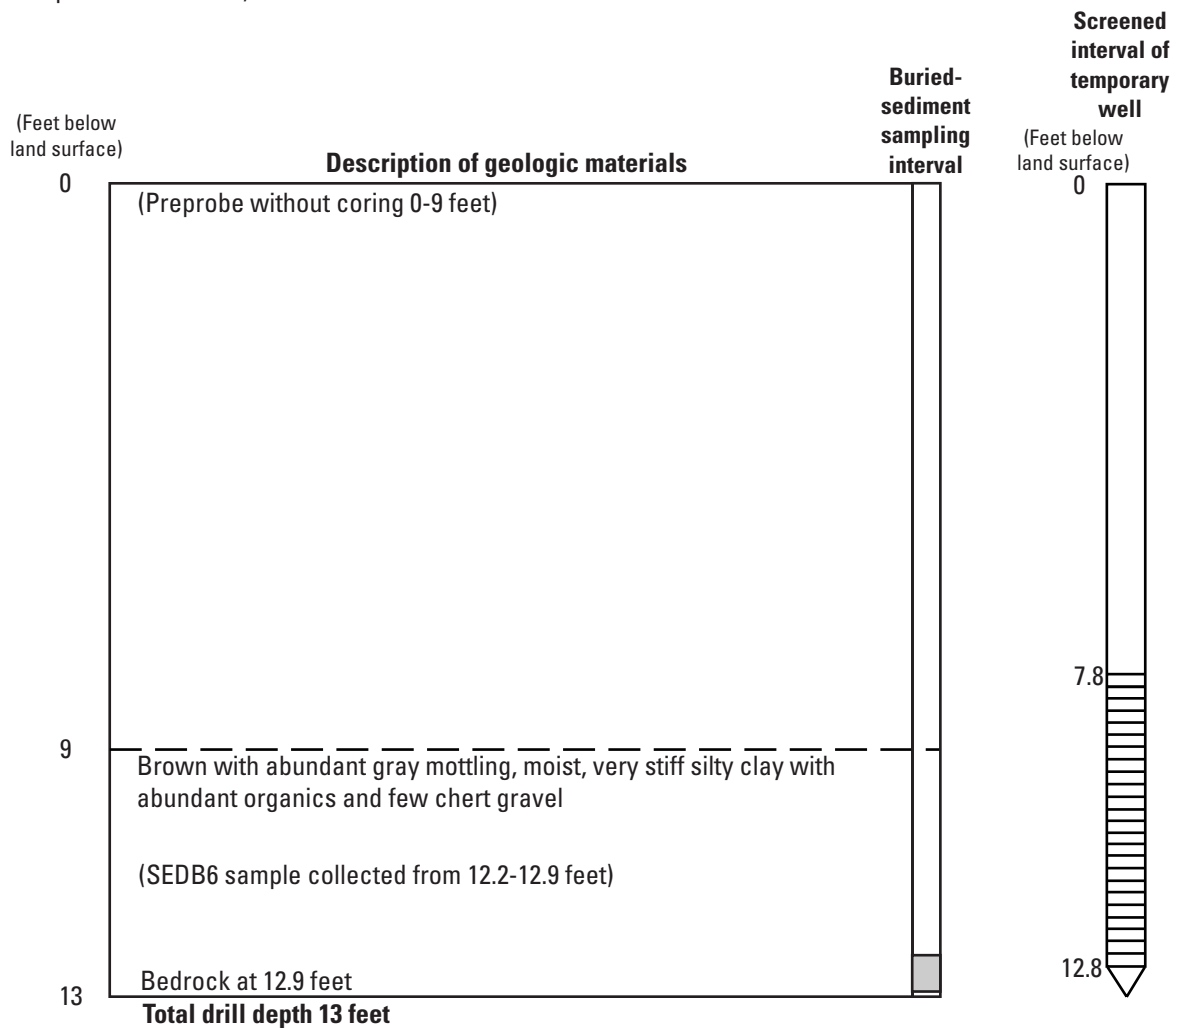 Screened
interval of
temporary
well
(Feet below
land surface)
Buried-
sediment
sampling
interval
(Feet below
land surface)
Description of geologic materials
0
0
(Preprobe without coring 0-9 feet)
7.8
9
Brown with abundant gray mottling, moist, very stiff silty clay with
abundant organics and few chert gravel
(SEDB6 sample collected from 12.2-12.9 feet)
12.8
Bedrock at 12.9 feet
13
Total drill depth 13 feet